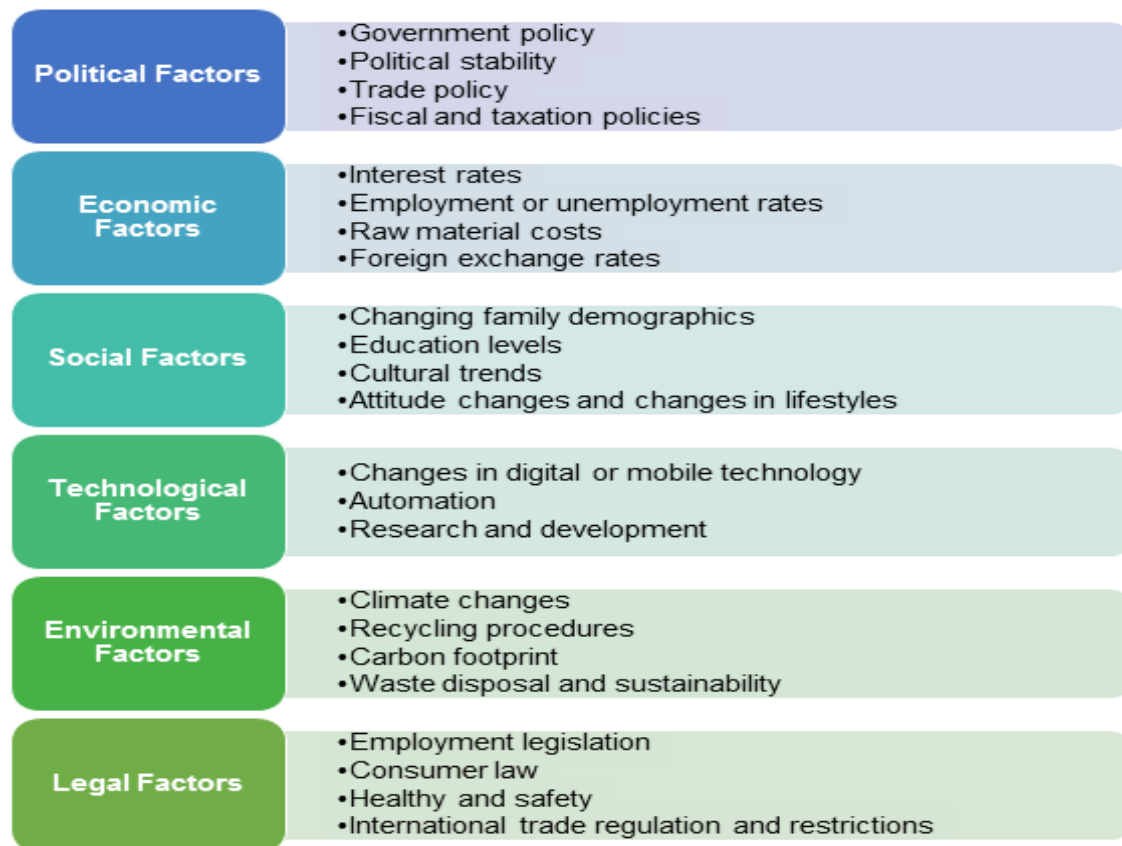 Political Factors
•Government policy
•Political stability
•Trade policy
•Fiscal and taxation policies
Economic
Factors
•Interest rates
•Employment or unemployment rates
•Raw material costs
•Foreign exchange rates
Social Factors
•Changing family demographics
•Education levels
•Cultural trends
•Attitude changes and changes in lifestyles
Technological
Factors
•Changes in digital or mobile technology
•Automation
•Research and development
Environmental
Factors
•Climate changes
•Recycling procedures
•Carbon footprint
•Waste disposal and sustainability
Legal Factors
•Employment legislation
•Consumer law
•Healthy and safety
•International trade regulation and restrictions